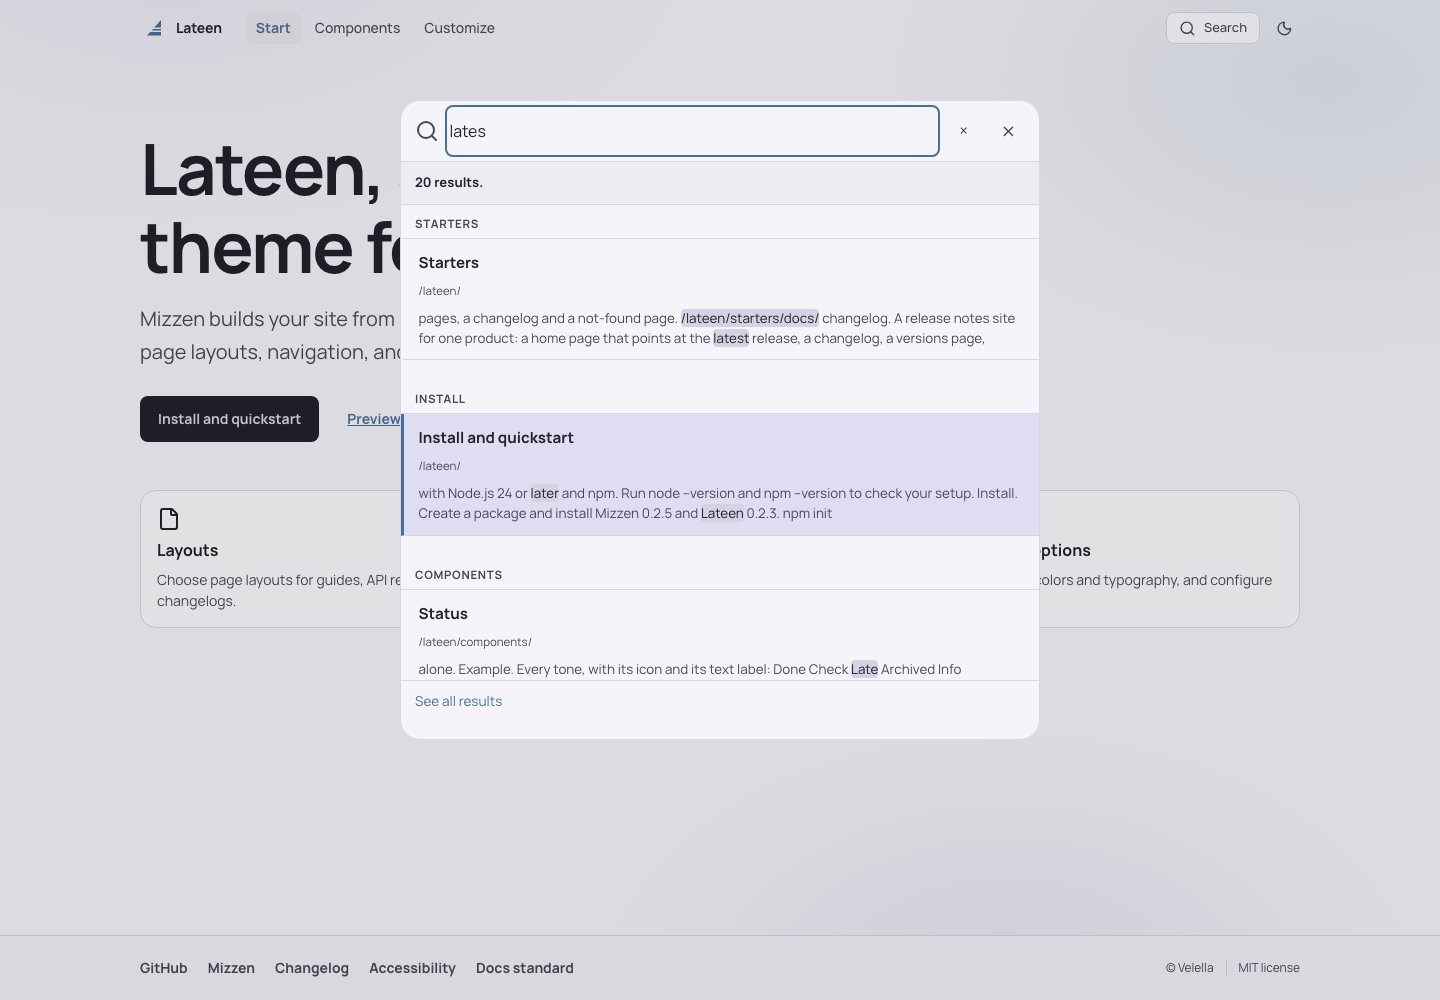 Lateen
Start
Components
Customize
Search
Lateen,
theme fo
Mizzen builds your site from
page layouts, navigation, and
Install and quickstart
Preview
Layouts
Choose page layouts for guides, API re
changelogs.
options
colors and typography, and configure
lates
20 results.
STARTERS
Starters
/lateen/
pages, a changelog and a not-found page. /lateen/starters/docs/ changelog. A release notes site
for one product: a home page that points at the latest release, a changelog, a versions page,
INSTALL
Install and quickstart
/lateen/
with Node.js 24 or later and npm. Run node –version and npm –version to check your setup. Install.
Create a package and install Mizzen 0.2.5 and Lateen 0.2.3. npm init
COMPONENTS
Status
/lateen/components/
alone. Example. Every tone, with its icon and its text label: Done Check Late Archived Info
See all results
GitHub
Mizzen
Changelog
Accessibility
Docs standard
© Velella
MIT license